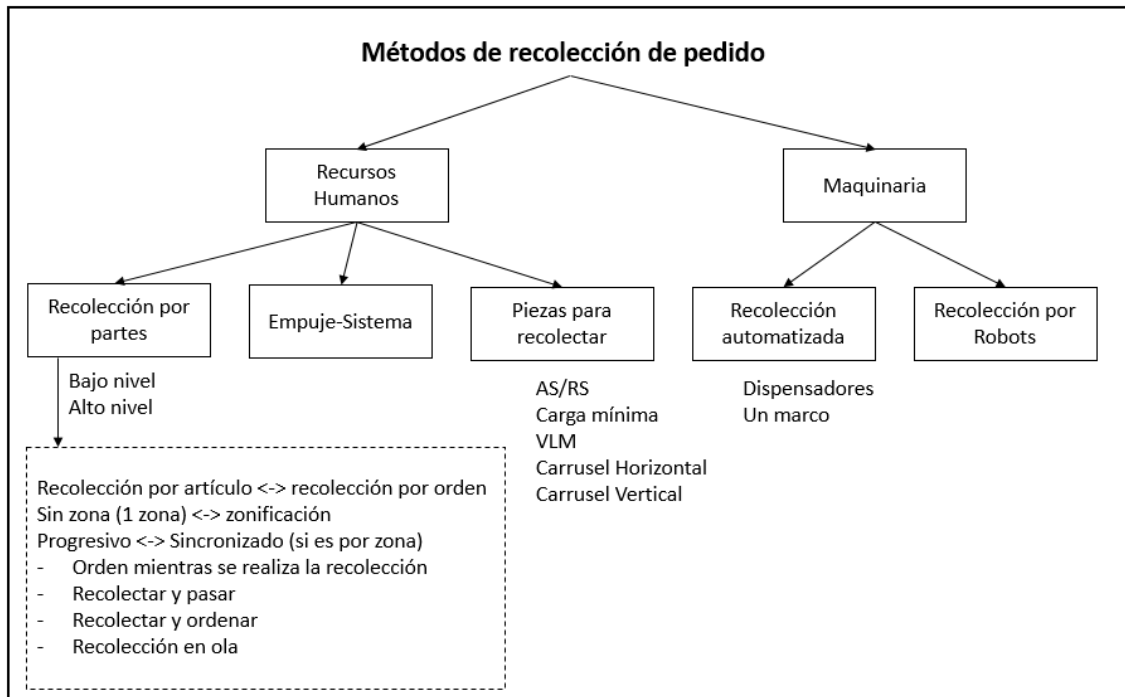 Métodos de recolección de pedido
Recursos
Humanos
Maquinaria
Recolección por
partes
Empuje-Sistema
Piezas para
recolectar
Recolección
automatizada
Recolección por
Robots
Bajo nivel
Alto nivel
AS/RS
Carga mínima
VLM
Carrusel Horizontal
Carrusel Vertical
Dispensadores
Un marco
Recolección por artículo <-> recolección por orden
Sin zona (1 zona) <-> zonificación
Progresivo <-> Sincronizado (si es por zona)
- Orden mientras se realiza la recolección
- Recolectar y pasar
- Recolectar y ordenar
- Recolección en ola